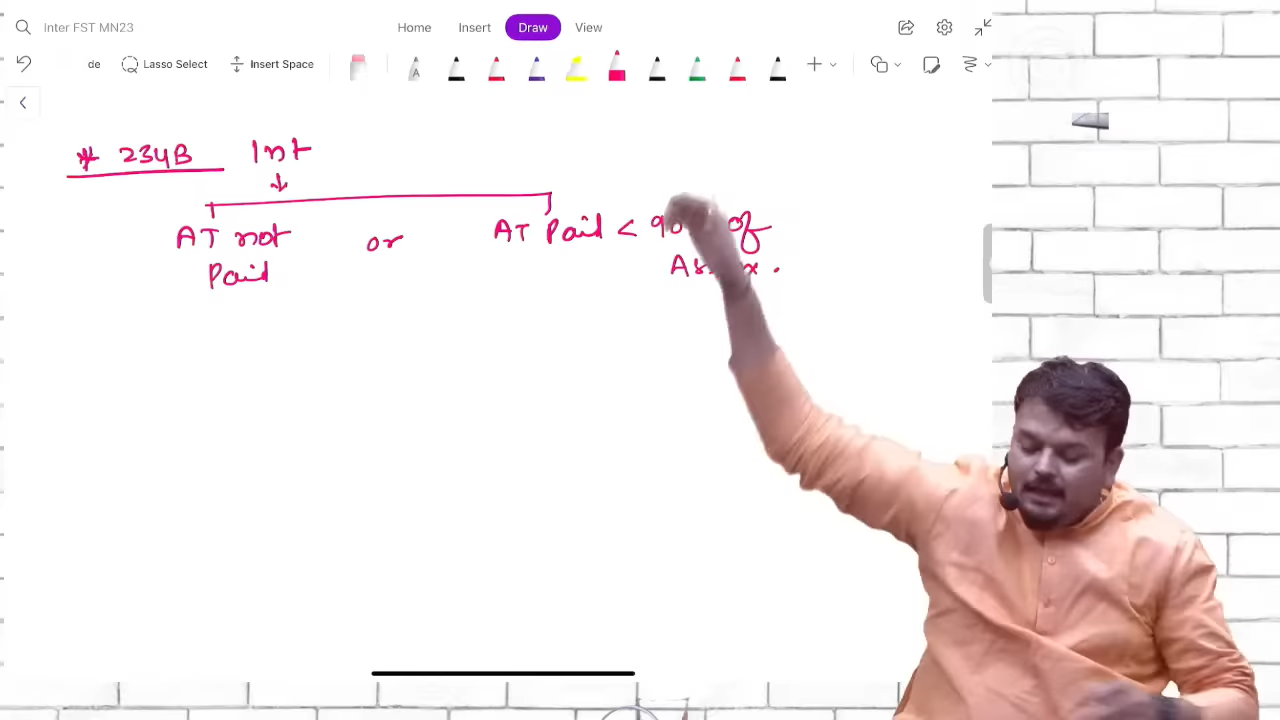 Inter FST MN23
Home Insert Draw View
de Lasso Select Insert Space
A
* 234B Int
AT not Paid
or
AT Paid < of